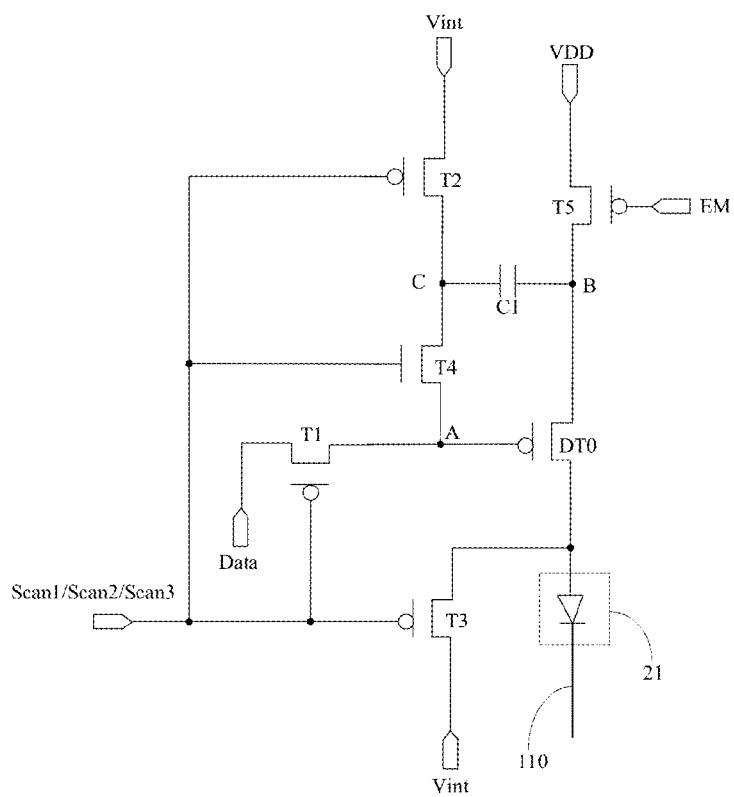 Vint
VDD
T2
T5
EM
C
C1
B
T4
T1
A
DT0
Data
Scan1/Scan2/Scan3
T3
21
110
Vint